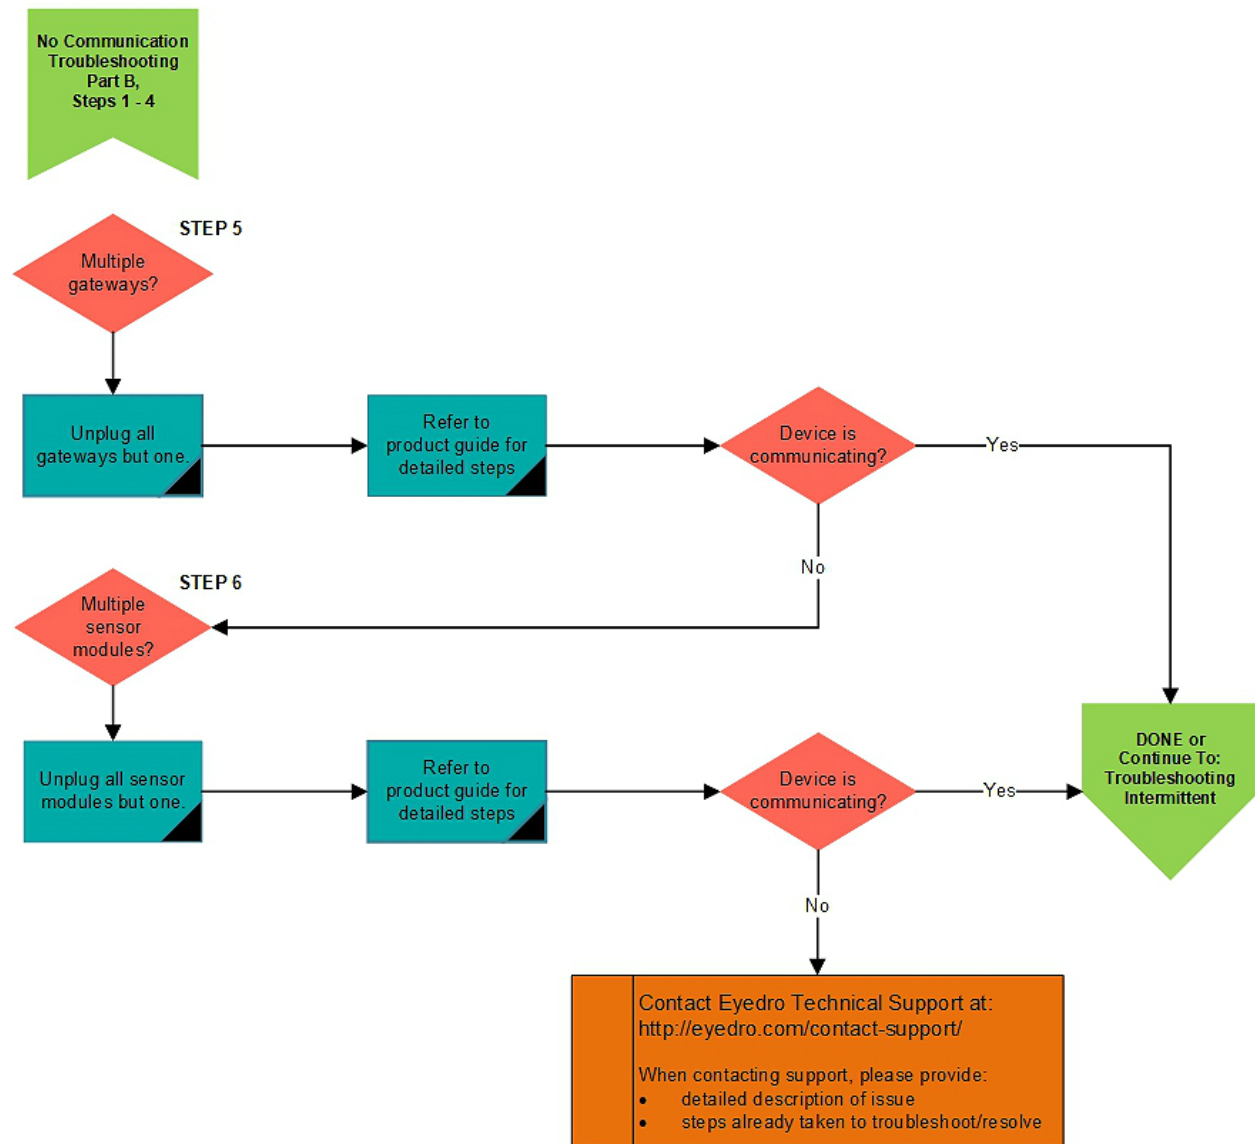 No Communication
Troubleshooting
Part B,
Steps 1 - 4
STEP 5
Multiple
gateways?
Unplug all
gateways but one.
Refer to
product guide for
detailed steps
Device is
communicating?
Yes
No
STEP 6
Multiple
sensor
modules?
Unplug all sensor
modules but one.
Refer to
product guide for
detailed steps
Device is
communicating?
Yes
DONE or
Continue To:
Troubleshooting
Intermittent
No
Contact Eyedro Technical Support at:
http://eyedro.com/contact-support/
When contacting support, please provide:
• detailed description of issue
• steps already taken to troubleshoot/resolve